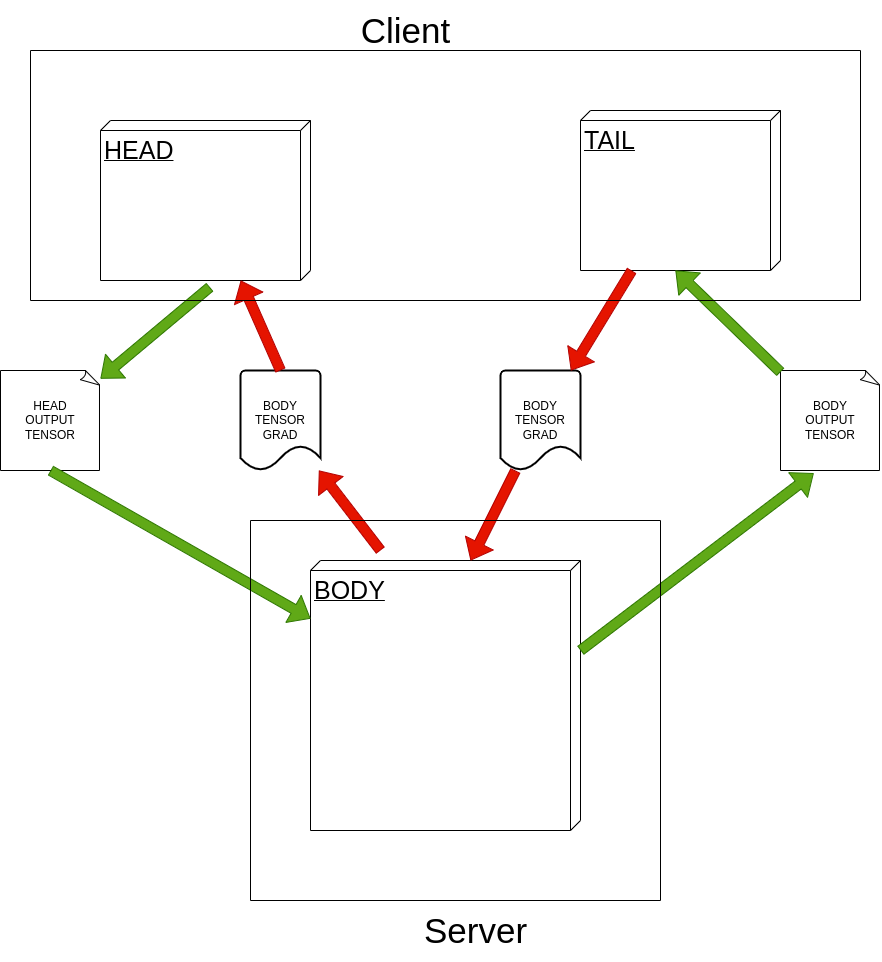 Client
HEAD
TAIL
HEAD
OUTPUT
TENSOR
BODY
TENSOR
GRAD
BODY
TENSOR
GRAD
BODY
OUTPUT
TENSOR
BODY
Server